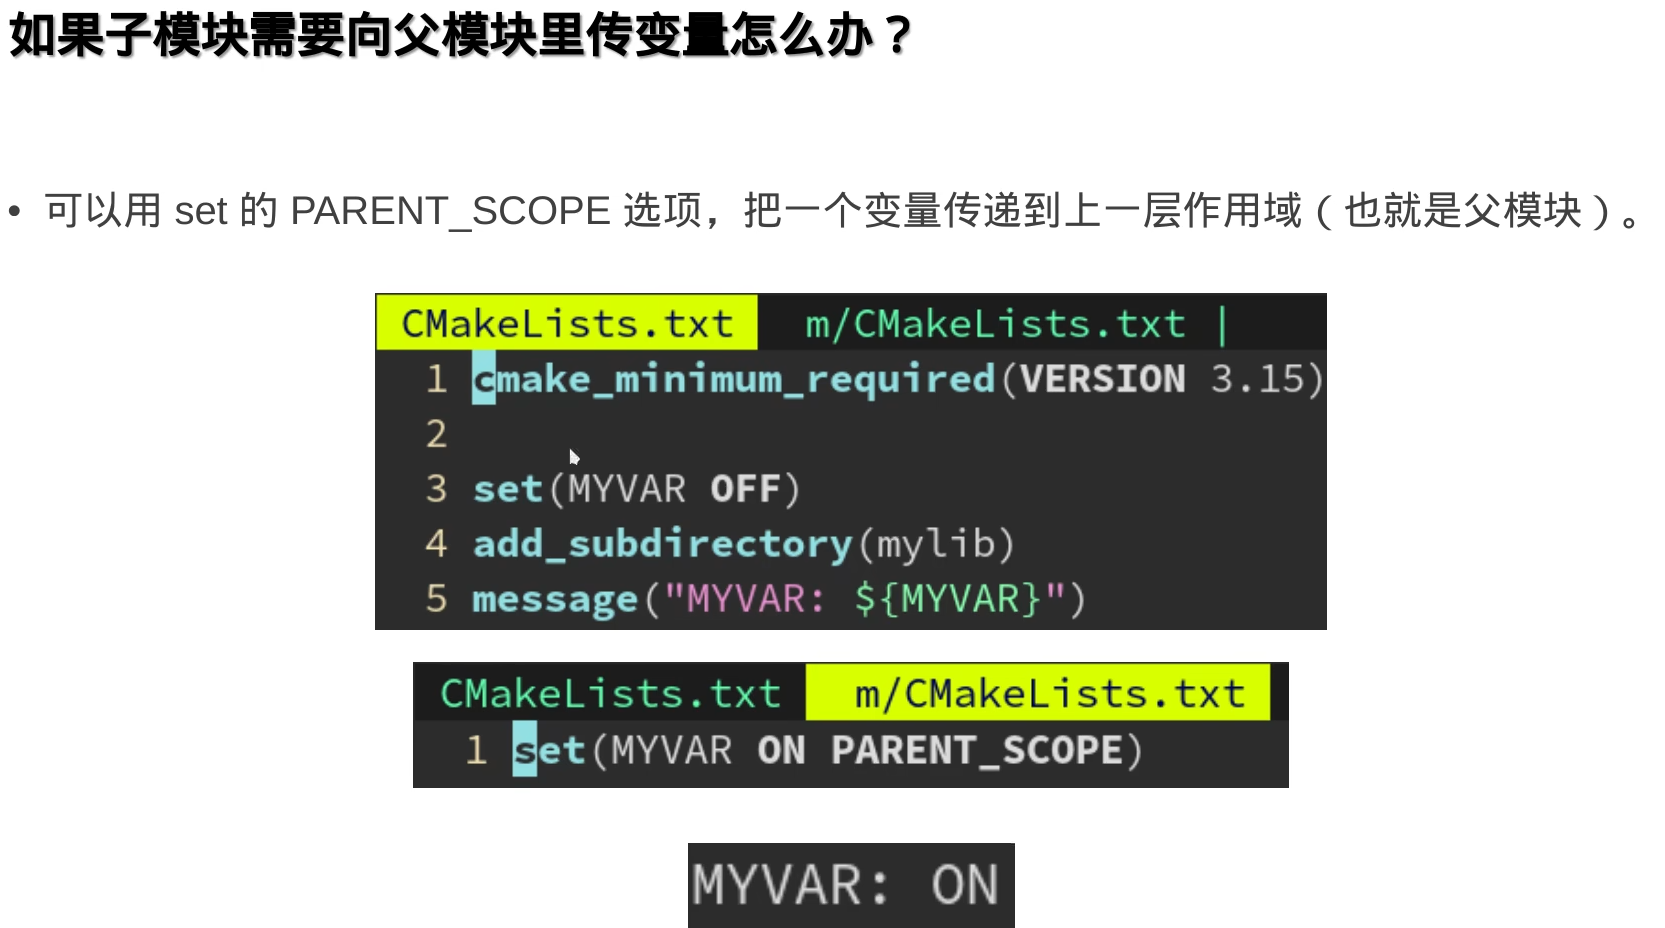 如果子模块需要向父模块里传变量怎么办？
• 可以用 set 的 PARENT_SCOPE 选项，把一个变量传递到上一层作用域（也就是父模块）。
CMakeLists.txt m/CMakeLists.txt |
1 cmake_minimum_required(VERSION 3.15)
2
3 set(MYVAR OFF)
4 add_subdirectory(mylib)
5 message("MYVAR: ${MYVAR}")
CMakeLists.txt m/CMakeLists.txt
1 set(MYVAR ON PARENT_SCOPE)
MYVAR: ON